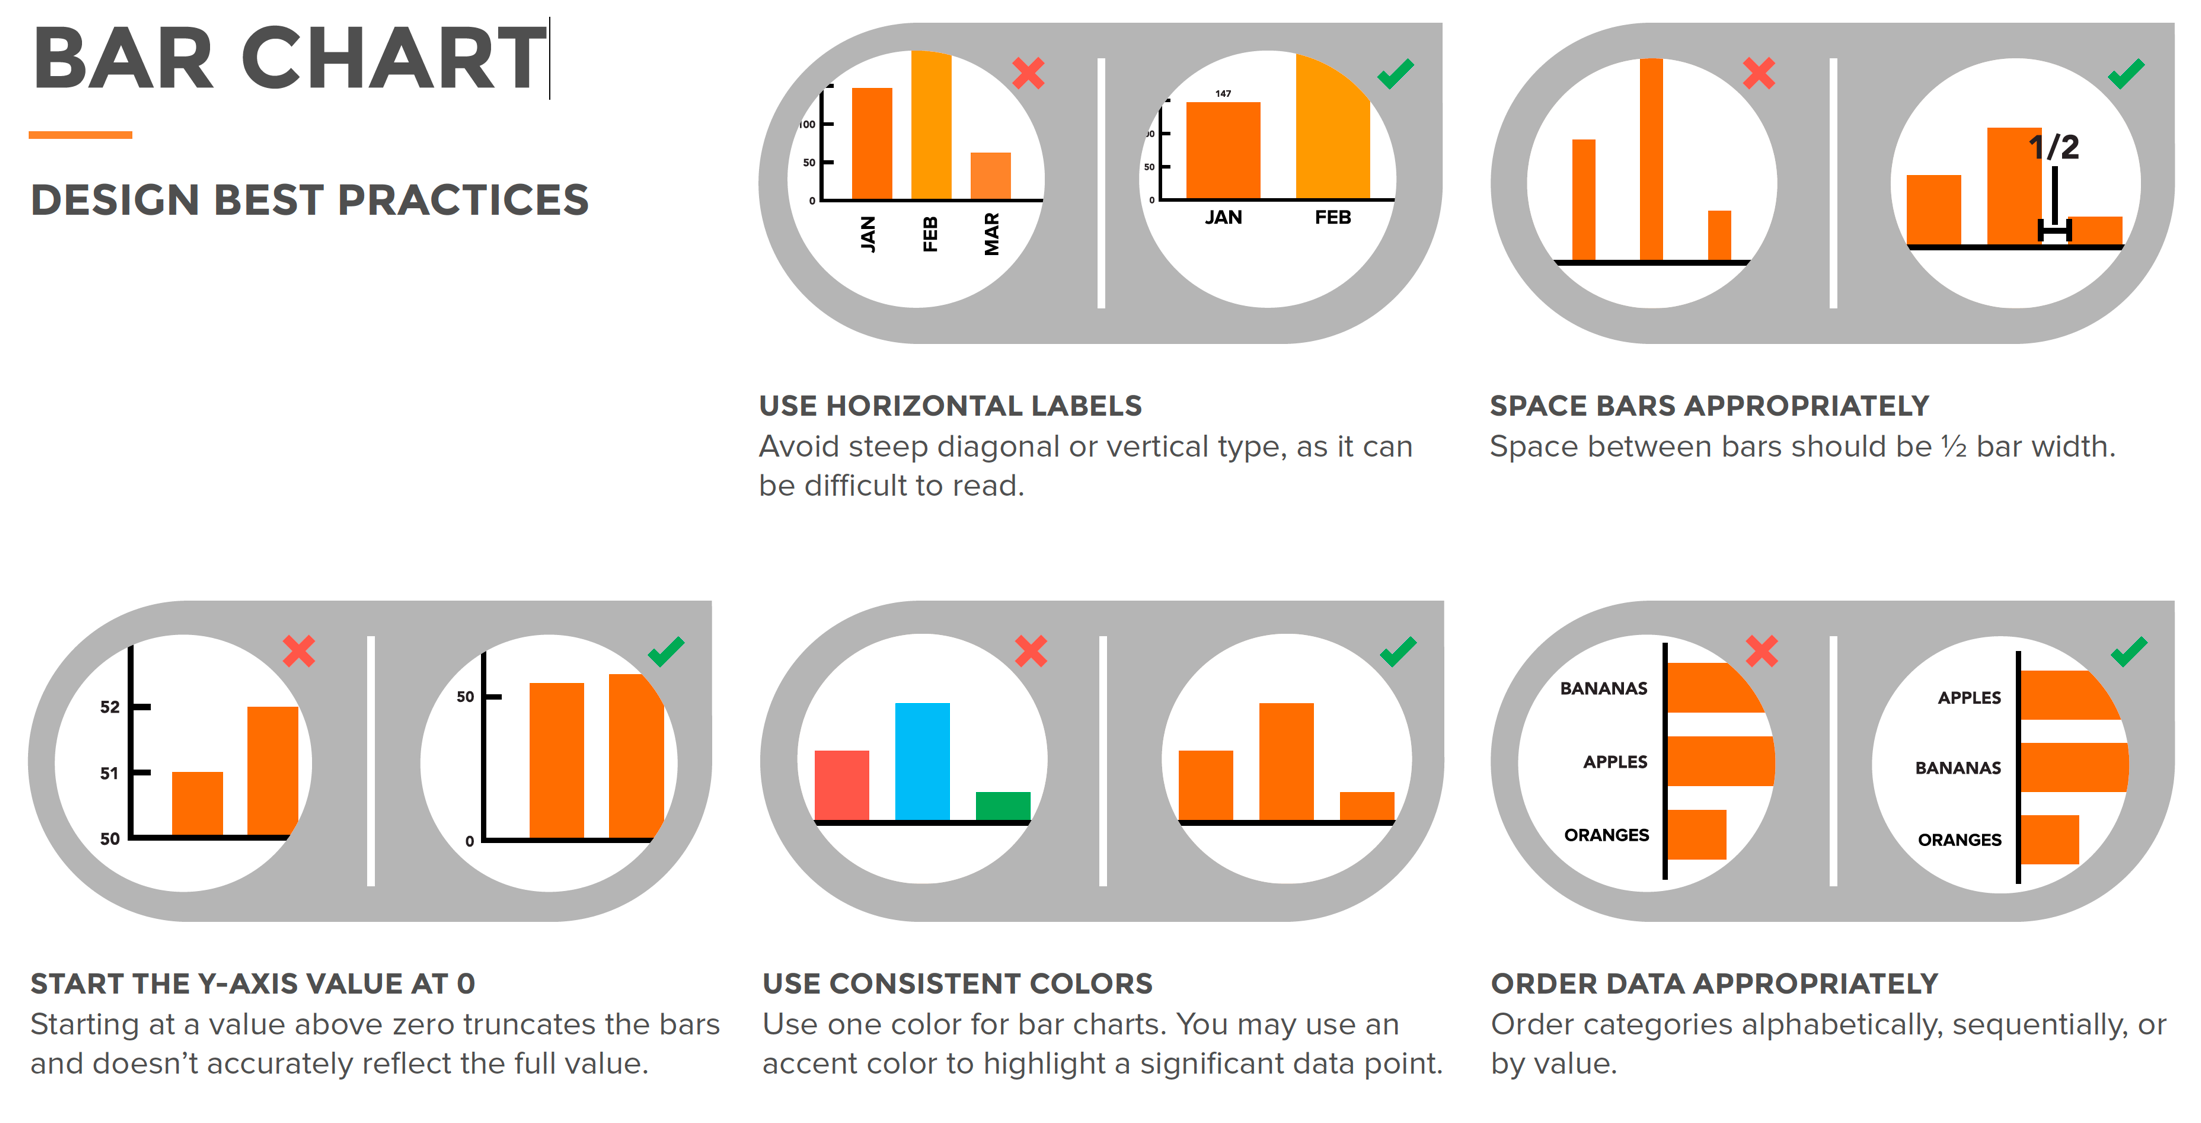 BAR CHART
DESIGN BEST PRACTICES
100
50
0
JAN
FEB
MAR
147
50
0
JAN
FEB
USE HORIZONTAL LABELS
Avoid steep diagonal or vertical type, as it can
be difficult to read.
1/2
SPACE BARS APPROPRIATELY
Space between bars should be ½ bar width.
52
51
50
50
0
START THE Y-AXIS VALUE AT 0
Starting at a value above zero truncates the bars
and doesn’t accurately reflect the full value.
USE CONSISTENT COLORS
Use one color for bar charts. You may use an
accent color to highlight a significant data point.
BANANAS
APPLES
ORANGES
APPLES
BANANAS
ORANGES
ORDER DATA APPROPRIATELY
Order categories alphabetically, sequentially, or
by value.